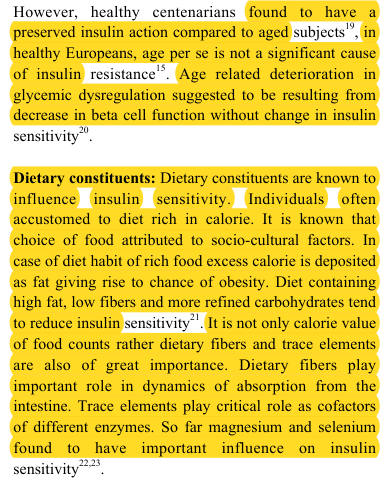 However, healthy centenarians found to have a
preserved insulin action compared to aged subjects19, in
healthy Europeans, age per se is not a significant cause
of insulin resistance15. Age related deterioration in
glycemic dysregulation suggested to be resulting from
decrease in beta cell function without change in insulin
sensitivity20.
Dietary constituents: Dietary constituents are known to
influence insulin sensitivity. Individuals often
accustomed to diet rich in calorie. It is known that
choice of food attributed to socio-cultural factors. In
case of diet habit of rich food excess calorie is deposited
as fat giving rise to chance of obesity. Diet containing
high fat, low fibers and more refined carbohydrates tend
to reduce insulin sensitivity21. It is not only calorie value
of food counts rather dietary fibers and trace elements
are also of great importance. Dietary fibers play
important role in dynamics of absorption from the
intestine. Trace elements play critical role as cofactors
of different enzymes. So far magnesium and selenium
found to have important influence on insulin
sensitivity22,23.